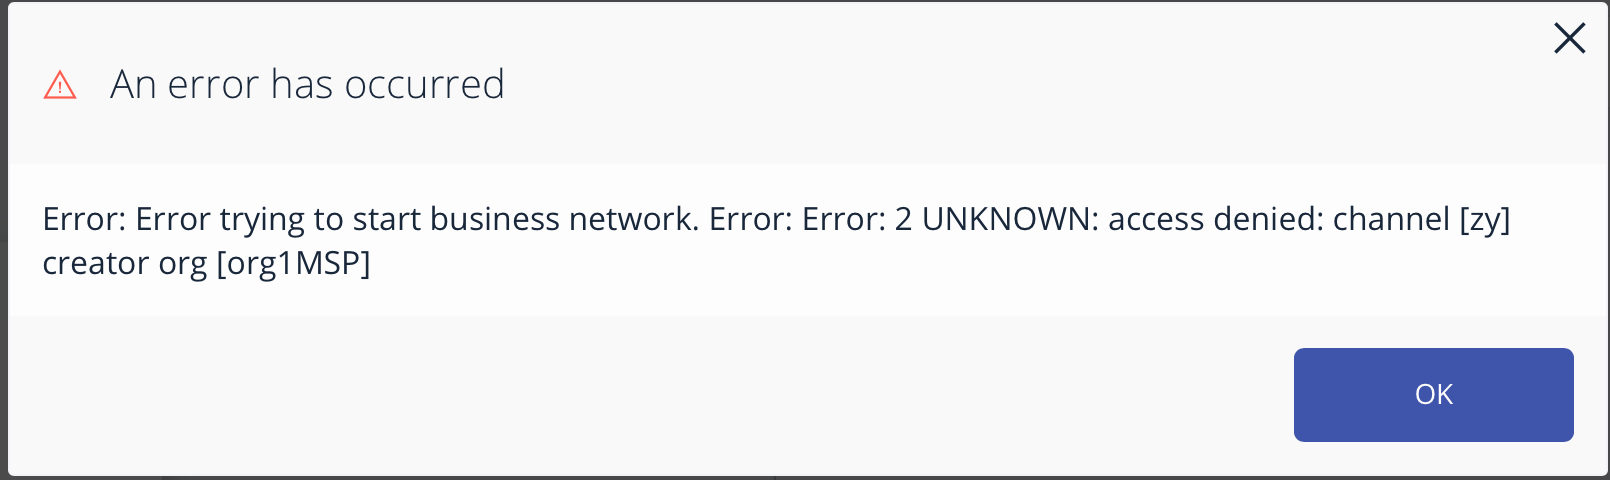 An error has occurred
Error: Error trying to start business network. Error: Error: 2 UNKNOWN: access denied: channel [zy]
creator org [org1MSP]
OK